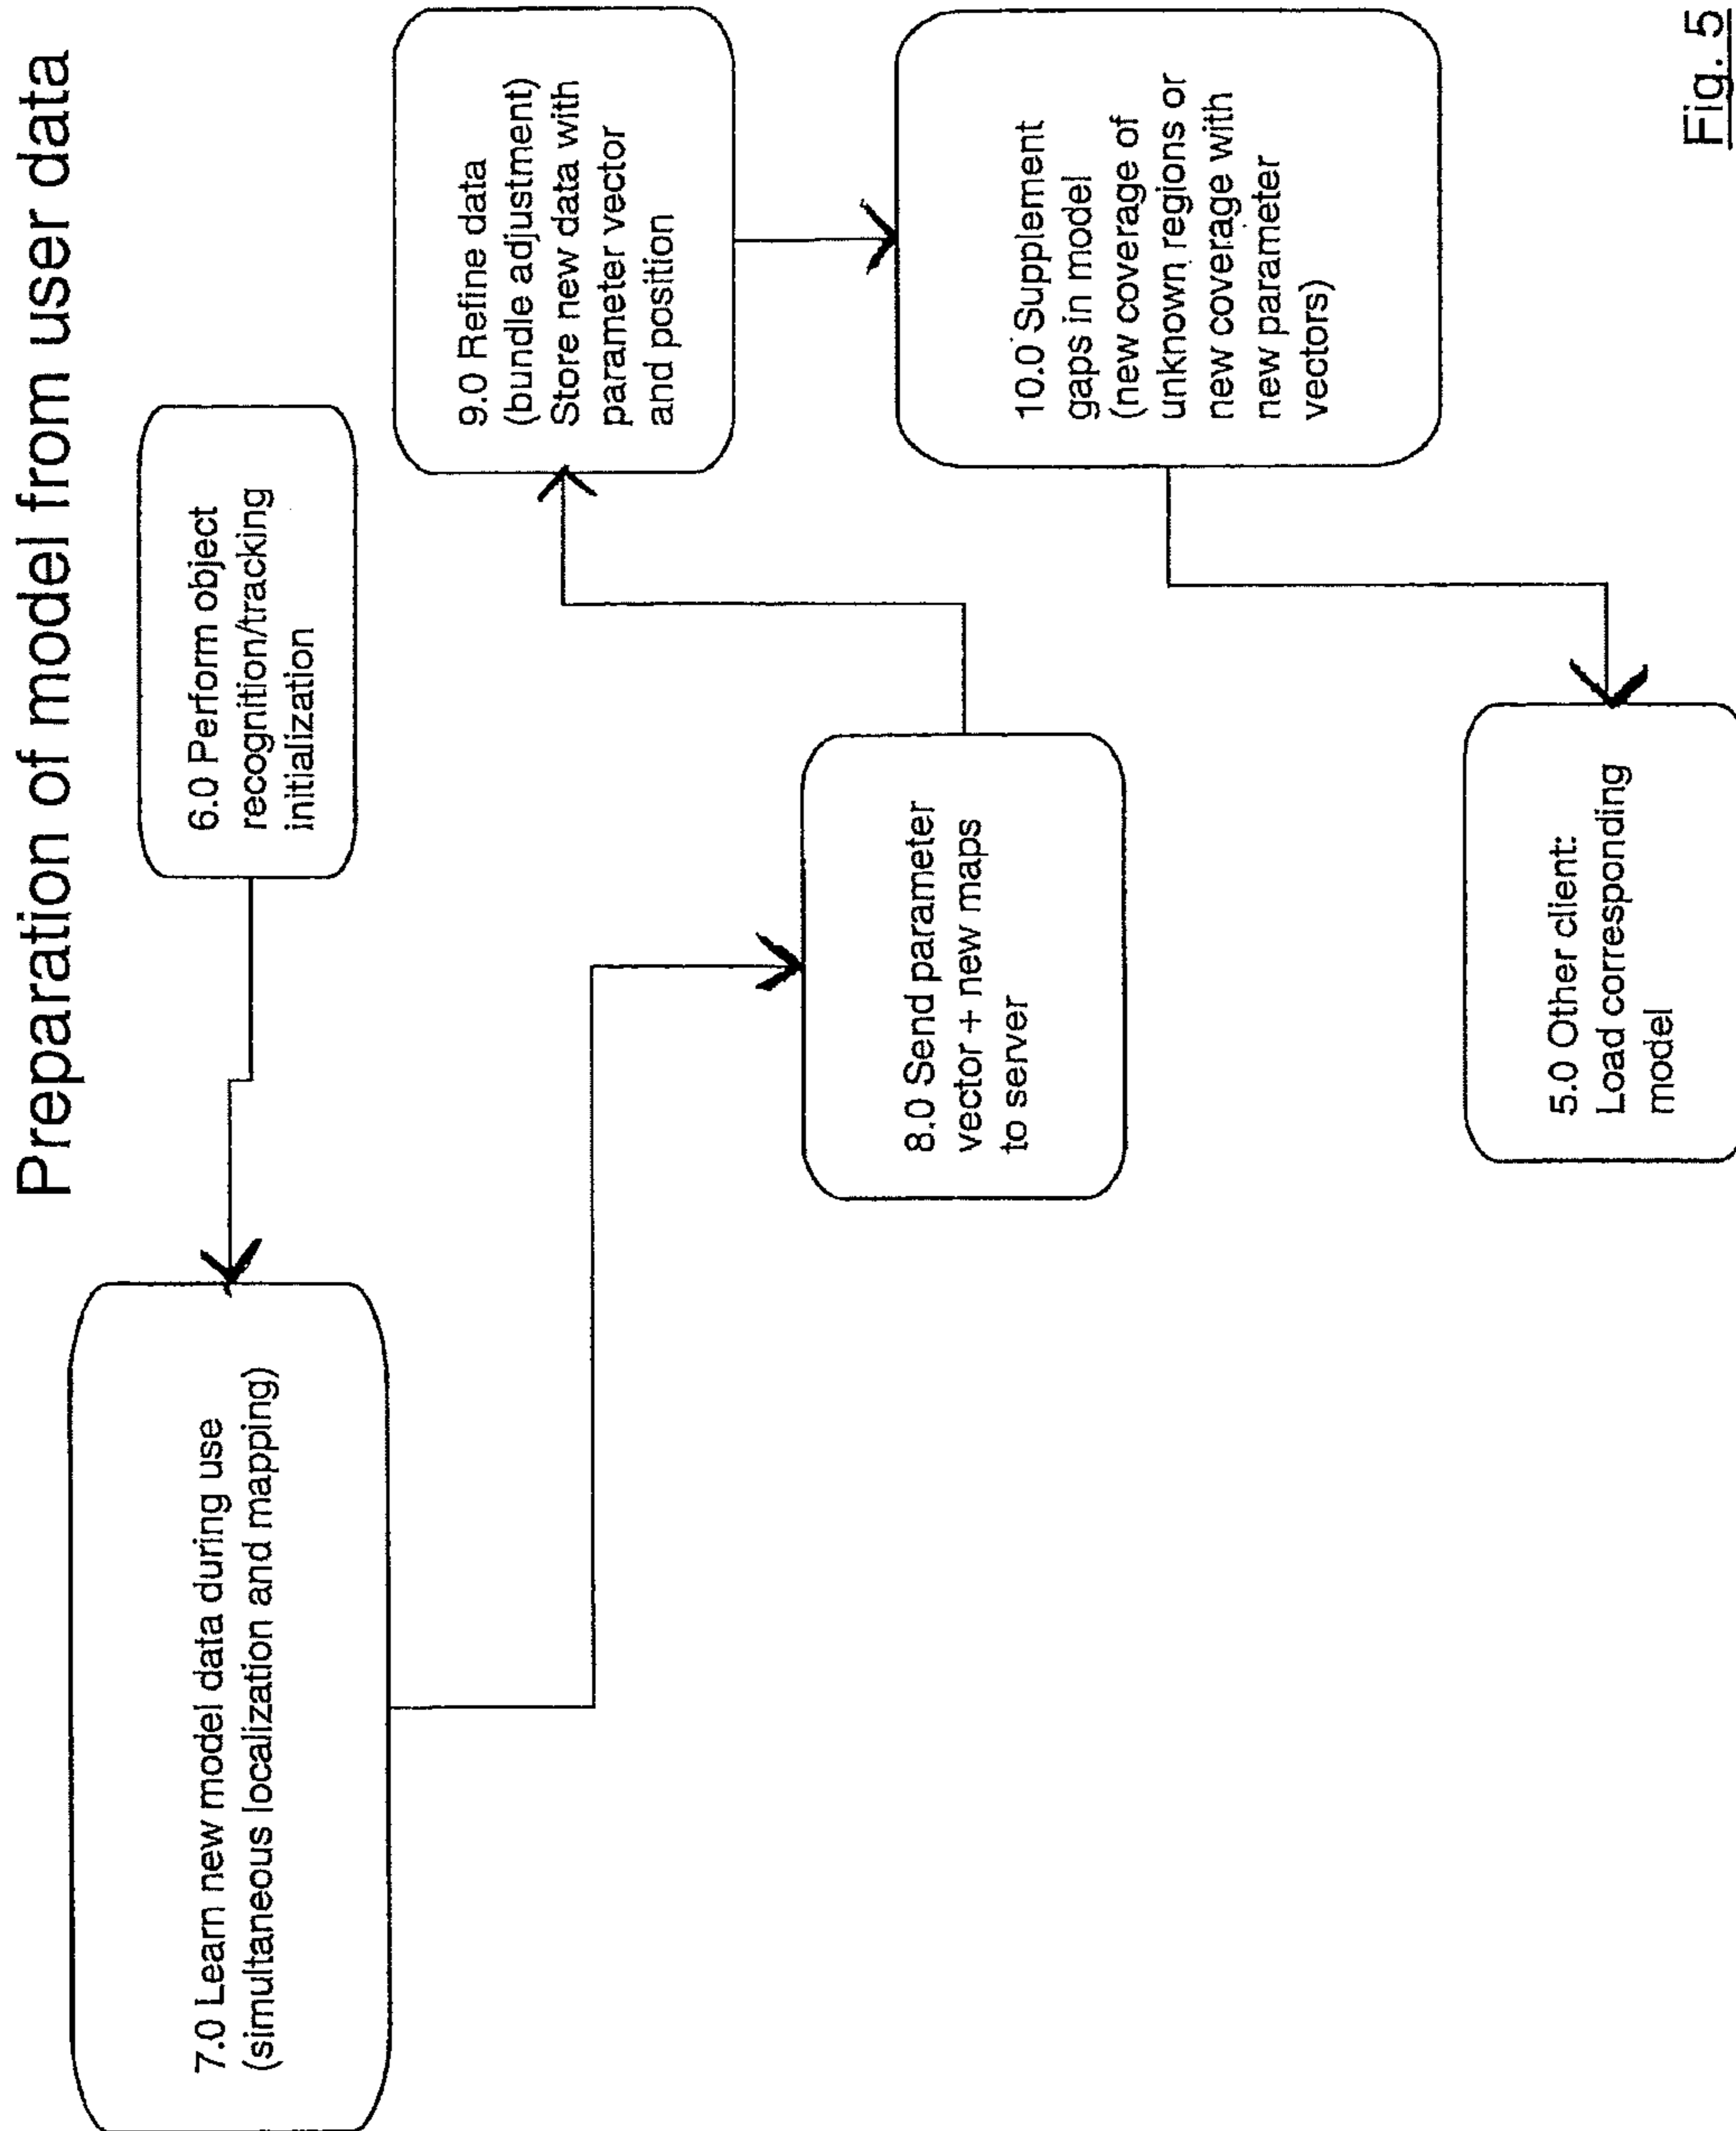 Preparation of model from user data
6.0 Perform object
recognition/tracking
initialization
7.0 Learn new model data during use
(simultaneous localization and mapping)
8.0 Send parameter
vector + new maps
to server
9.0 Refine data
(bundle adjustment)
Store new data with
parameter vector
and position
10.0 Supplement
gaps in model
(new coverage of
unknown regions or
new coverage with
new parameter
vectors)
5.0 Other client:
Load corresponding
model
Fig. 5